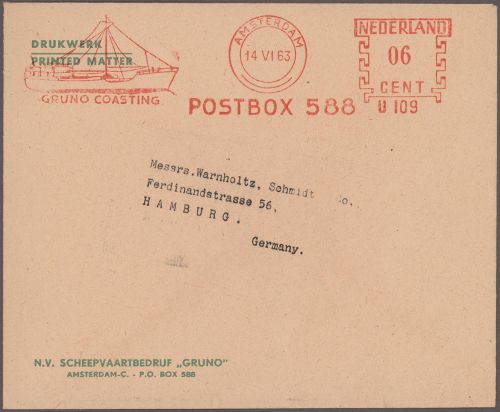 DRUKWERK
PRINTED MATTER
GRUNO COASTING
AMSTERDAM
14 VI 63
POSTBOX 588
NEDERLAND
06
CENT
U 109
Messrs.Warnholtz, Schmidt
Ferdinandstrasse 56,
HAMBURG.
Germany.
N.V. SCHEEPVAARTBEDRIJF „GRUNO"
AMSTERDAM-C. - P.O. BOX 588